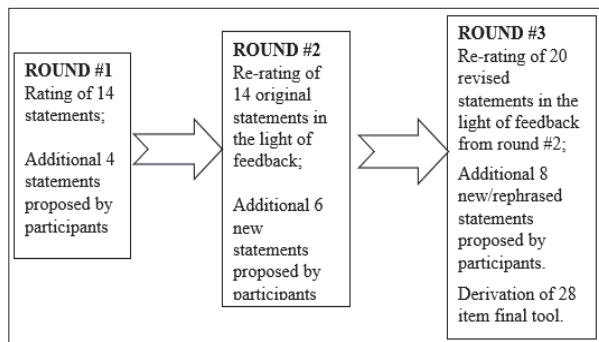 ROUND #1
Rating of 14
statements;
Additional 4
statements
proposed by
participants
ROUND #2
Re-rating of
14 original
statements in
the light of
feedback;
Additional 6
new
statements
proposed by
participants
ROUND #3
Re-rating of 20
revised
statements in the
light of feedback
from round #2;
Additional 8
new/rephrased
statements
proposed by
participants.
Derivation of 28
item final tool.